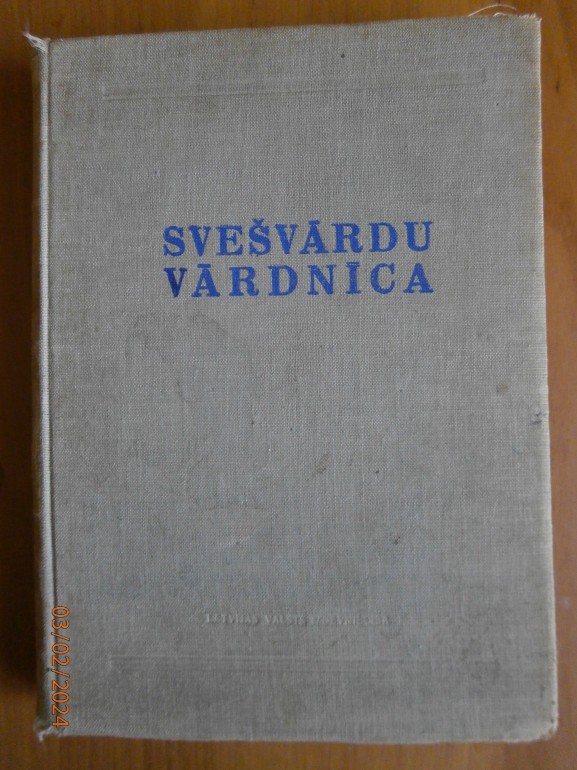 SVEŠVĀRDU
VĀRDNĪCA
LATVIJAS VALSTS IZDEVNIECĪBA
03/02/2024